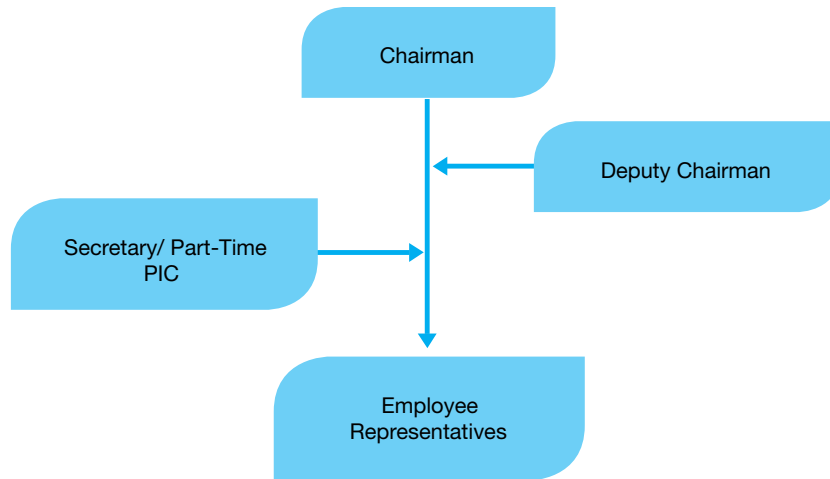 Chairman
Deputy Chairman
Secretary/ Part-Time
PIC
Employee
Representatives